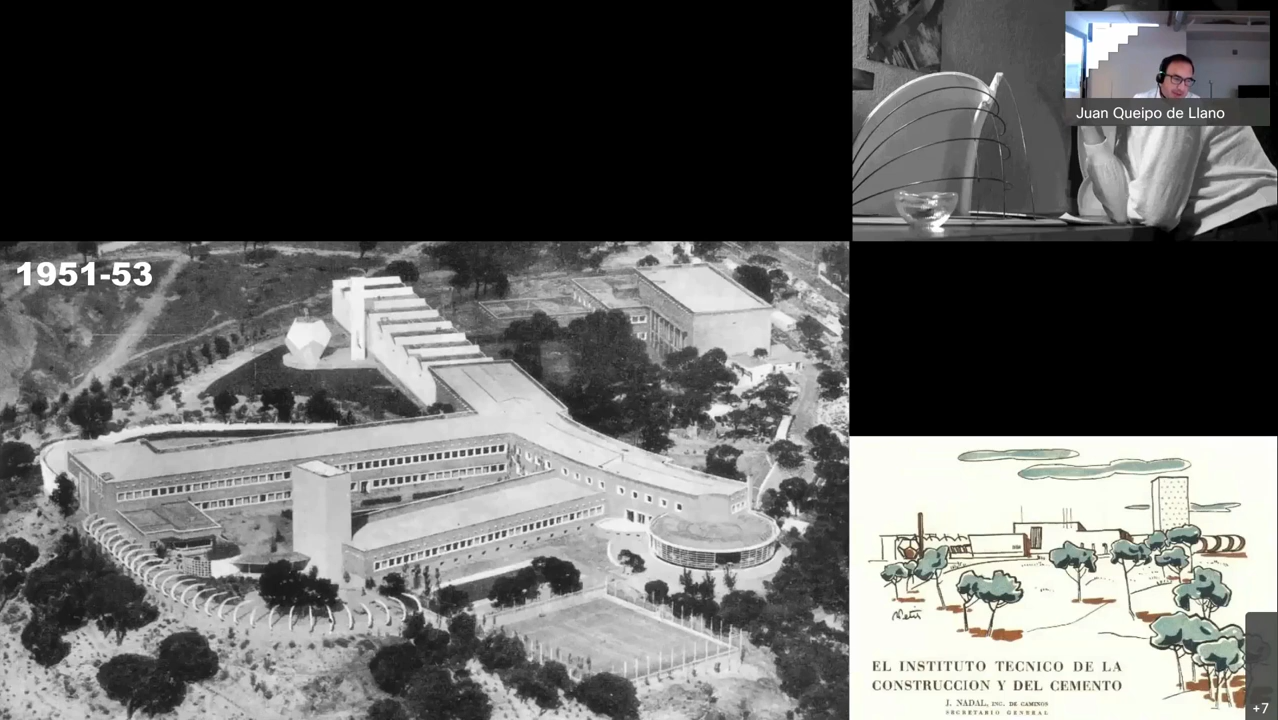 Juan Queipo de Llano
1951-53
EL INSTITUTO TECNICO DE LA
CONSTRUCCION Y DEL CEMENTO
J. NADAL, ING. DE CAMINOS
SECRETARIO GENERAL
+7